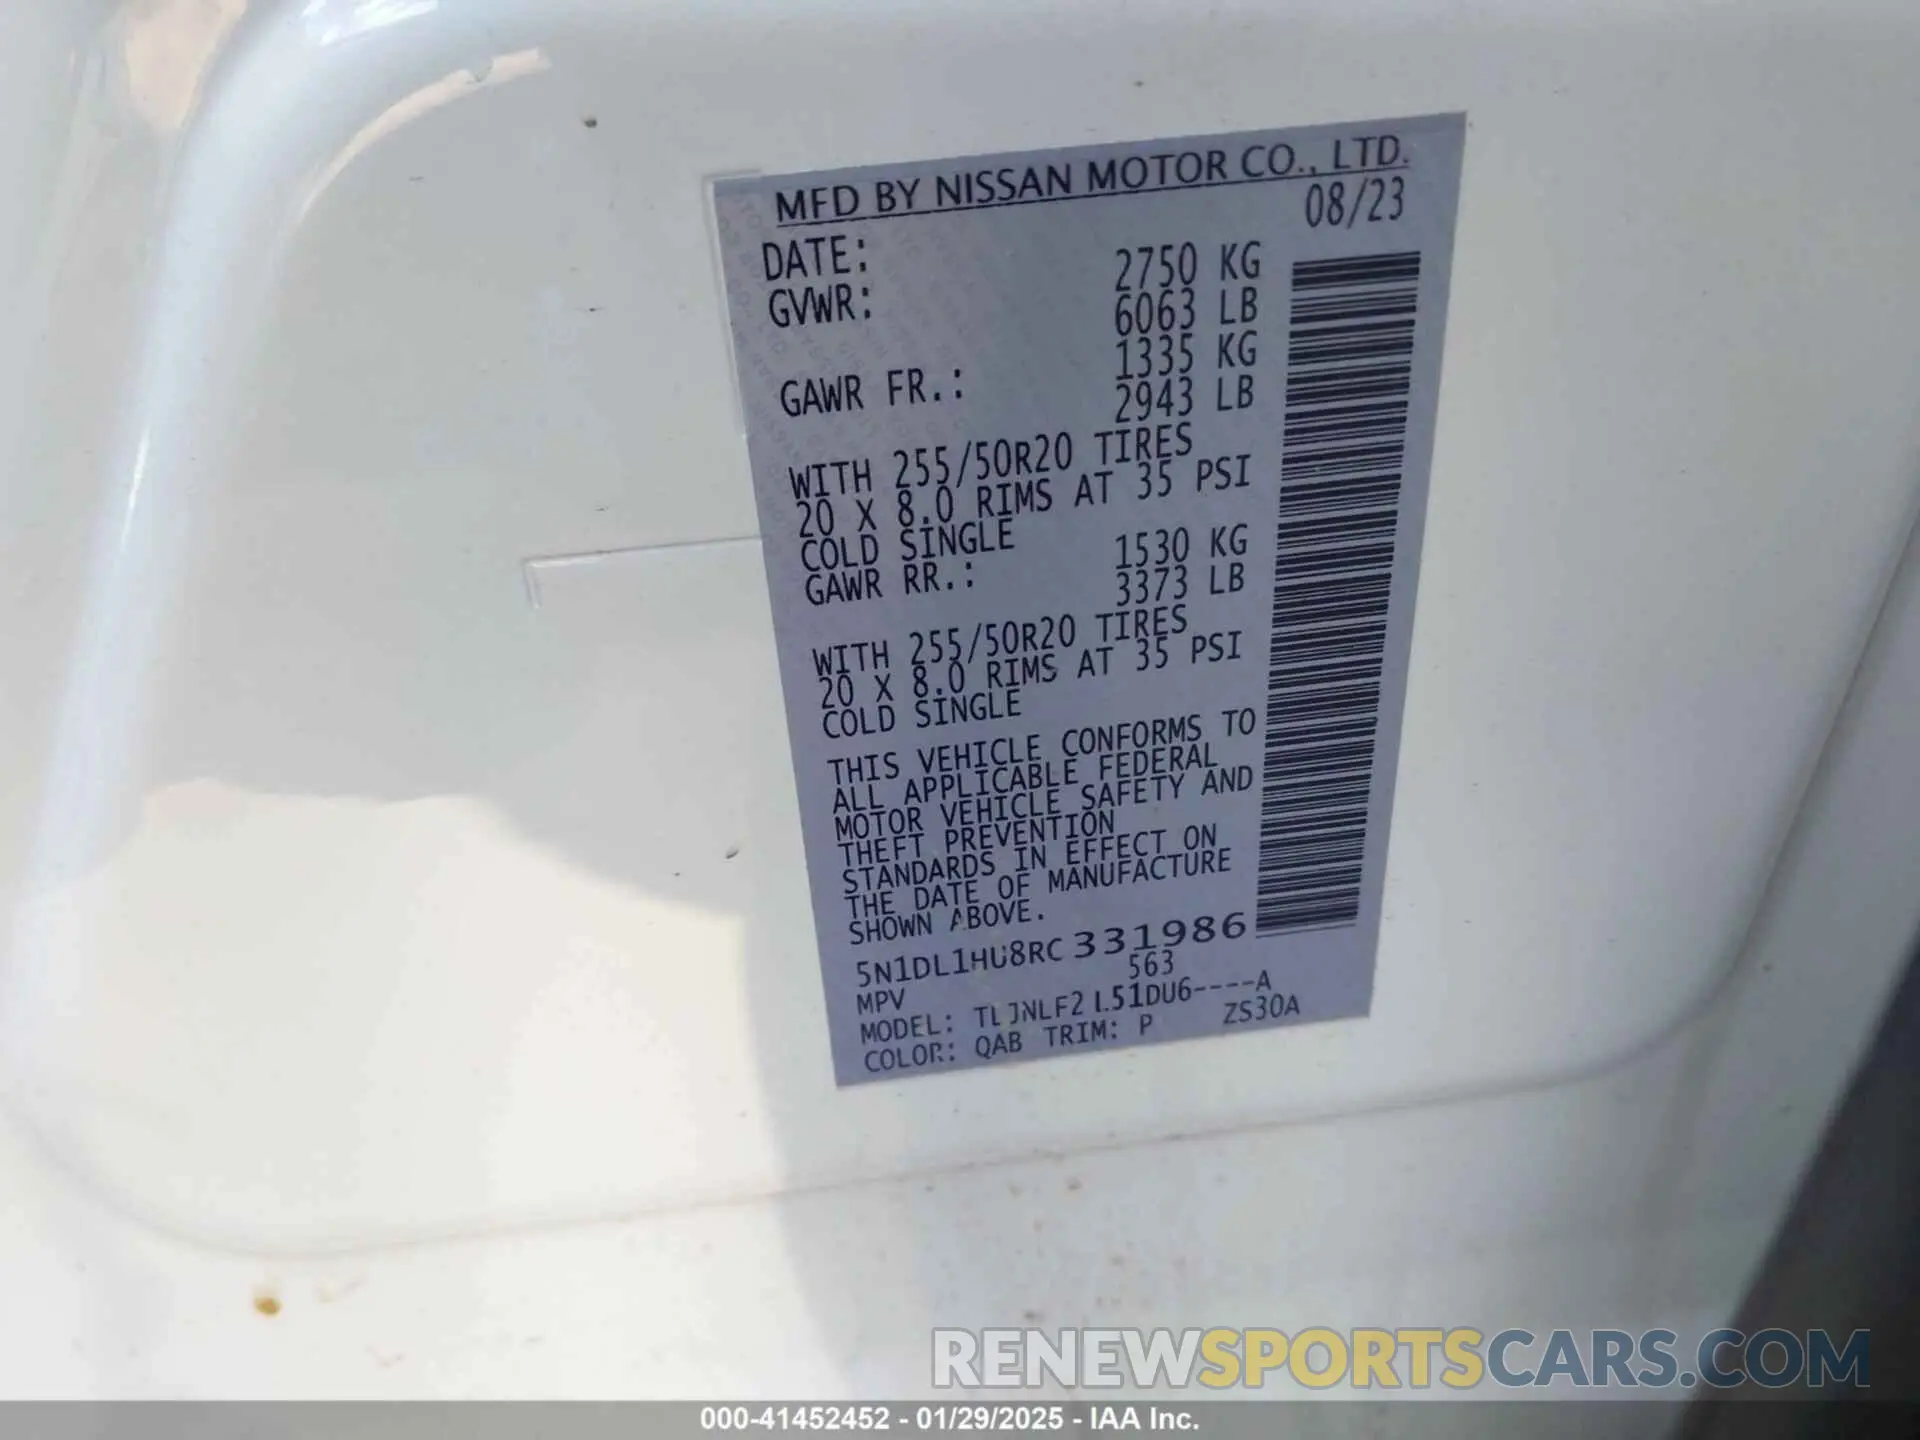 MFD BY NISSAN MOTOR CO., LTD.
DATE: 08/23
GVWR: 2750 KG
6063 LB
GAWR FR.: 1335 KG
2943 LB
WITH 255/50R20 TIRES
20 X 8.0 RIMS AT 35 PSI
COLD SINGLE
GAWR RR.: 1530 KG
3373 LB
WITH 255/50R20 TIRES
20 X 8.0 RIMS AT 35 PSI
COLD SINGLE
THIS VEHICLE CONFORMS TO
ALL APPLICABLE FEDERAL
MOTOR VEHICLE SAFETY AND
THEFT PREVENTION
STANDARDS IN EFFECT ON
THE DATE OF MANUFACTURE
SHOWN ABOVE.
5N1DL1HU8RC 331986
MPV 563
MODEL: L51DU6----A
COLOR: QAB TRIM: P ZS30A
RENEWSPORTSCARS.COM
000-41452452 - 01/29/2025 - IAA Inc.